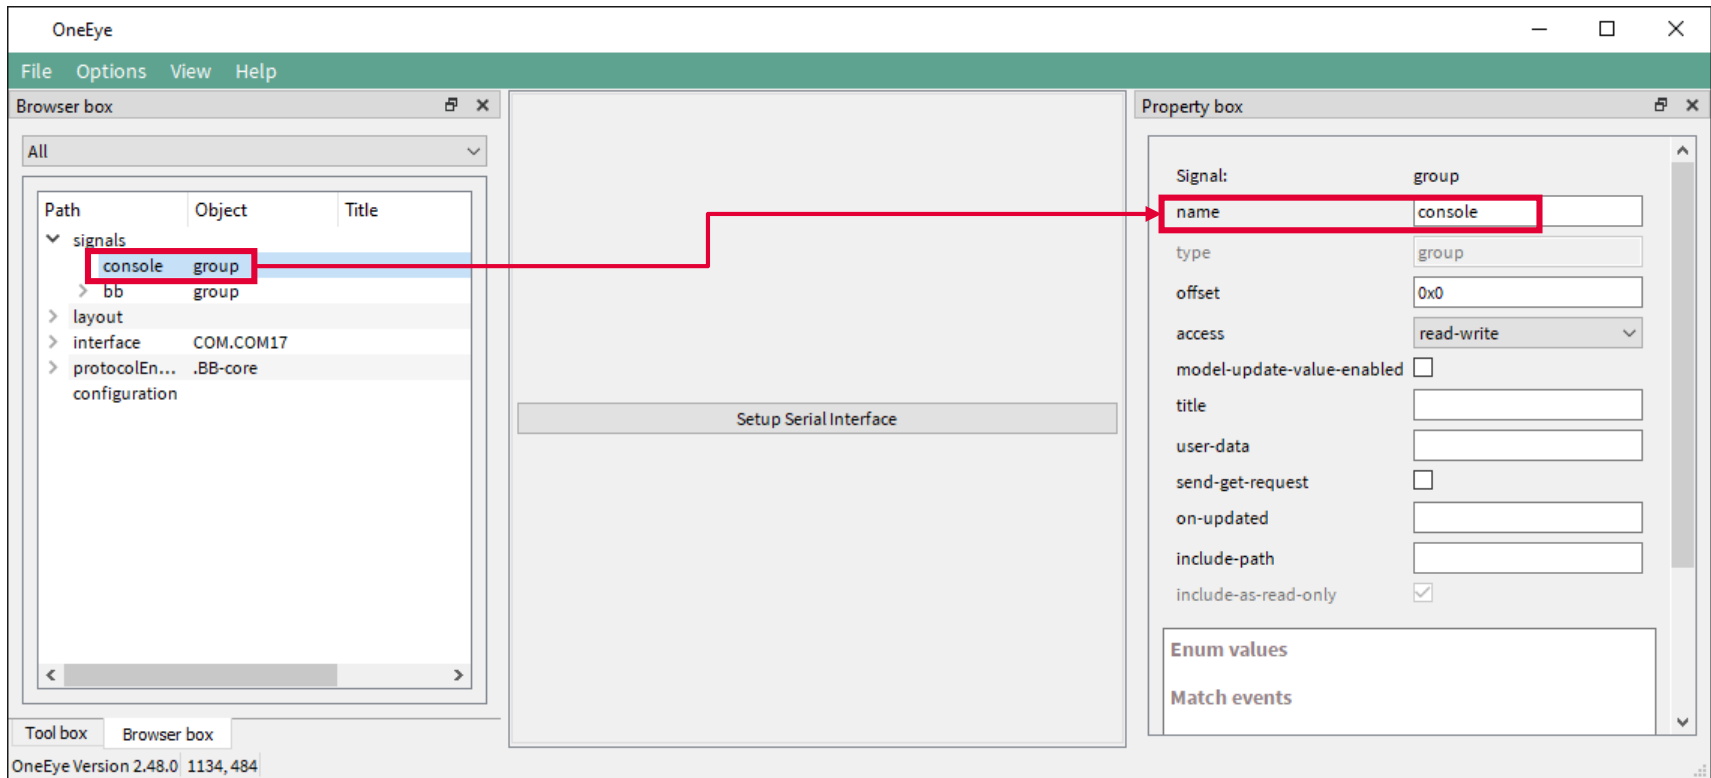 OneEye
File Options View Help
Browser box
All
Path Object Title
signals
console group
bb group
layout
interface COM.COM17
protocolEn... .BB-core
configuration
Tool box Browser box
OneEye Version 2.48.0 1134, 484
Setup Serial Interface
Property box
Signal: group
name console
type group
offset 0x0
access read-write
model-update-value-enabled
title
user-data
send-get-request
on-updated
include-path
include-as-read-only
Enum values
Match events